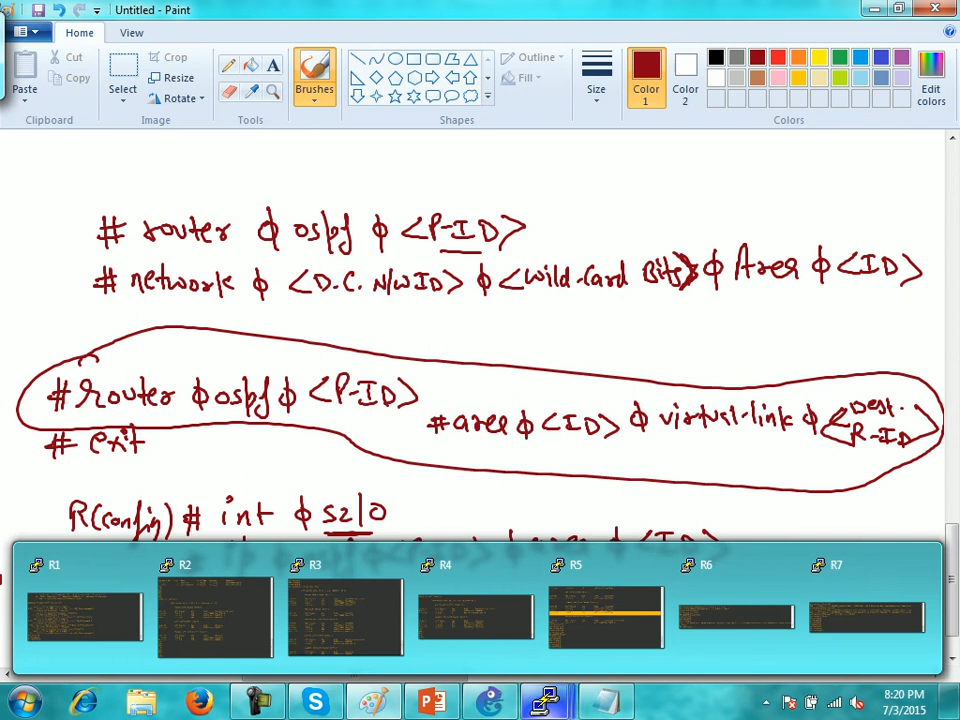 Untitled - Paint
Home View
Paste
Cut
Copy
Clipboard
Select
Crop
Resize
Rotate
Image
Tools
Brushes
Shapes
Outline
Fill
Size
Color 1
Color 2
Edit colors
Colors
# router ϕ ospf ϕ <P-ID>
# network ϕ <D.C. N/W ID> ϕ <Wild-Card Bits> ϕ Area ϕ <ID>
# router ϕ ospf ϕ <P-ID>
# area ϕ <ID> ϕ virtual-link ϕ <Dest. R-ID>
# exit
R(config) # int ϕ s2/0
area ϕ <ID>
R1 R2 R3 R4 R5 R6 R7
8:20 PM
7/3/2015